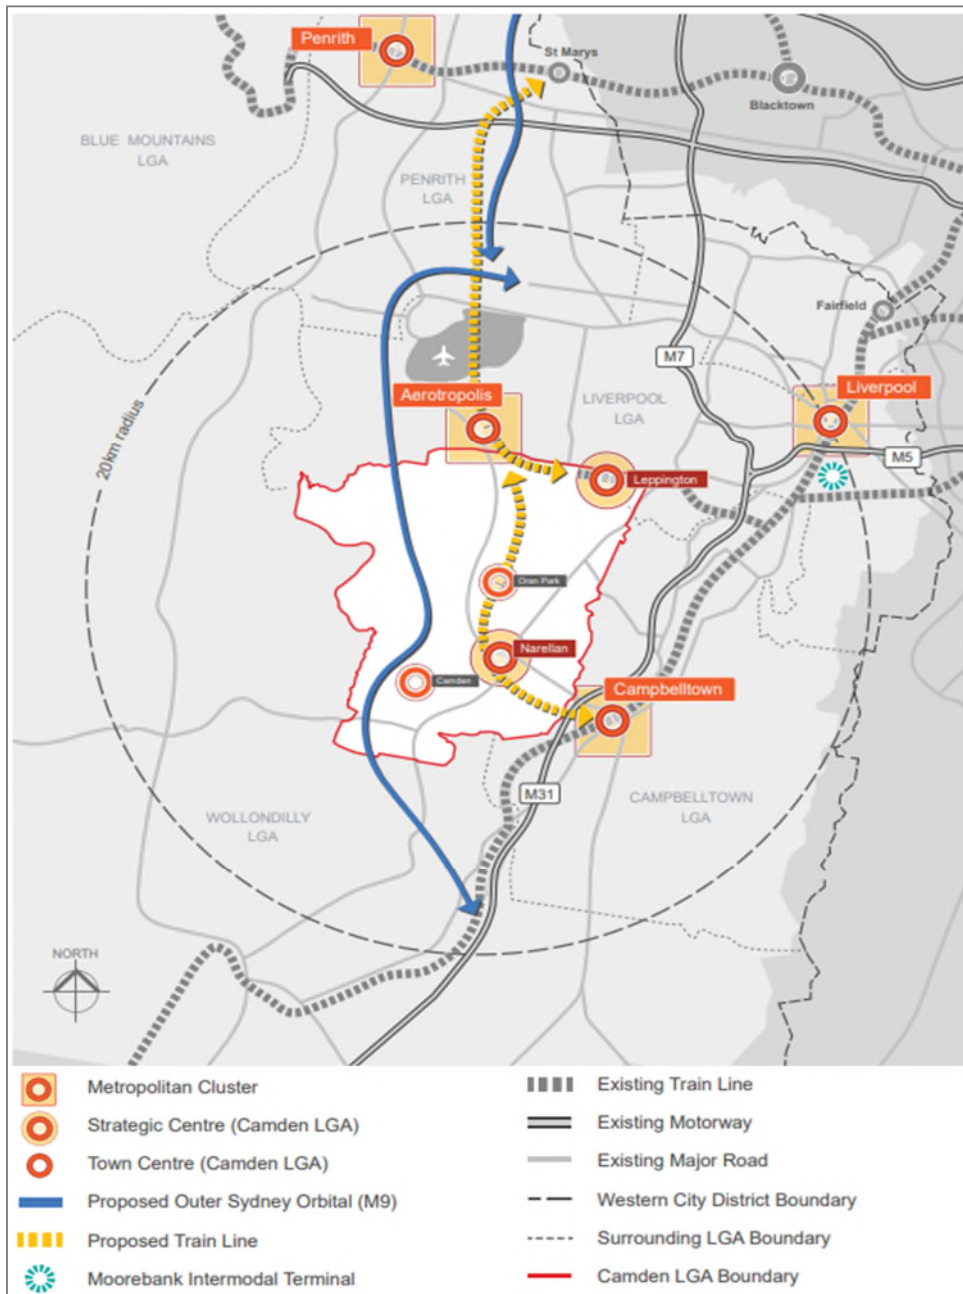 Penrith
St Marys
Blacktown
BLUE MOUNTAINS
LGA
PENRITH
LGA
Fairfield
M7
Liverpool
Aerotropolis
LIVERPOOL
LGA
20km radius
M5
Leppington
Oran Park
Narellan
Camden
Campbelltown
M31
WOLLONDILLY
LGA
CAMPBELLTOWN
LGA
NORTH
Metropolitan Cluster
Strategic Centre (Camden LGA)
Town Centre (Camden LGA)
Proposed Outer Sydney Orbital (M9)
Proposed Train Line
Moorebank Intermodal Terminal
Existing Train Line
Existing Motorway
Existing Major Road
Western City District Boundary
Surrounding LGA Boundary
Camden LGA Boundary